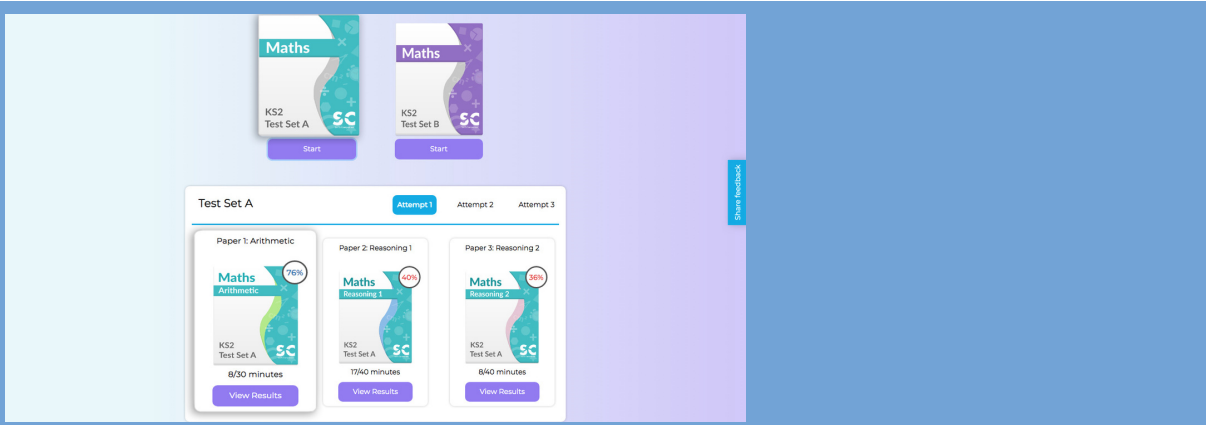 Maths
KS2
Test Set A
SC
Start
Maths
KS2
Test Set B
SC
Start
Share feedback
Test Set A
Attempt 1
Attempt 2
Attempt 3
Paper 1: Arithmetic
76%
Maths
Arithmetic
KS2
Test Set A
SC
8/30 minutes
View Results
Paper 2: Reasoning 1
40%
Maths
Reasoning 1
KS2
Test Set A
SC
17/40 minutes
View Results
Paper 3: Reasoning 2
36%
Maths
Reasoning 2
KS2
Test Set A
SC
8/40 minutes
View Results